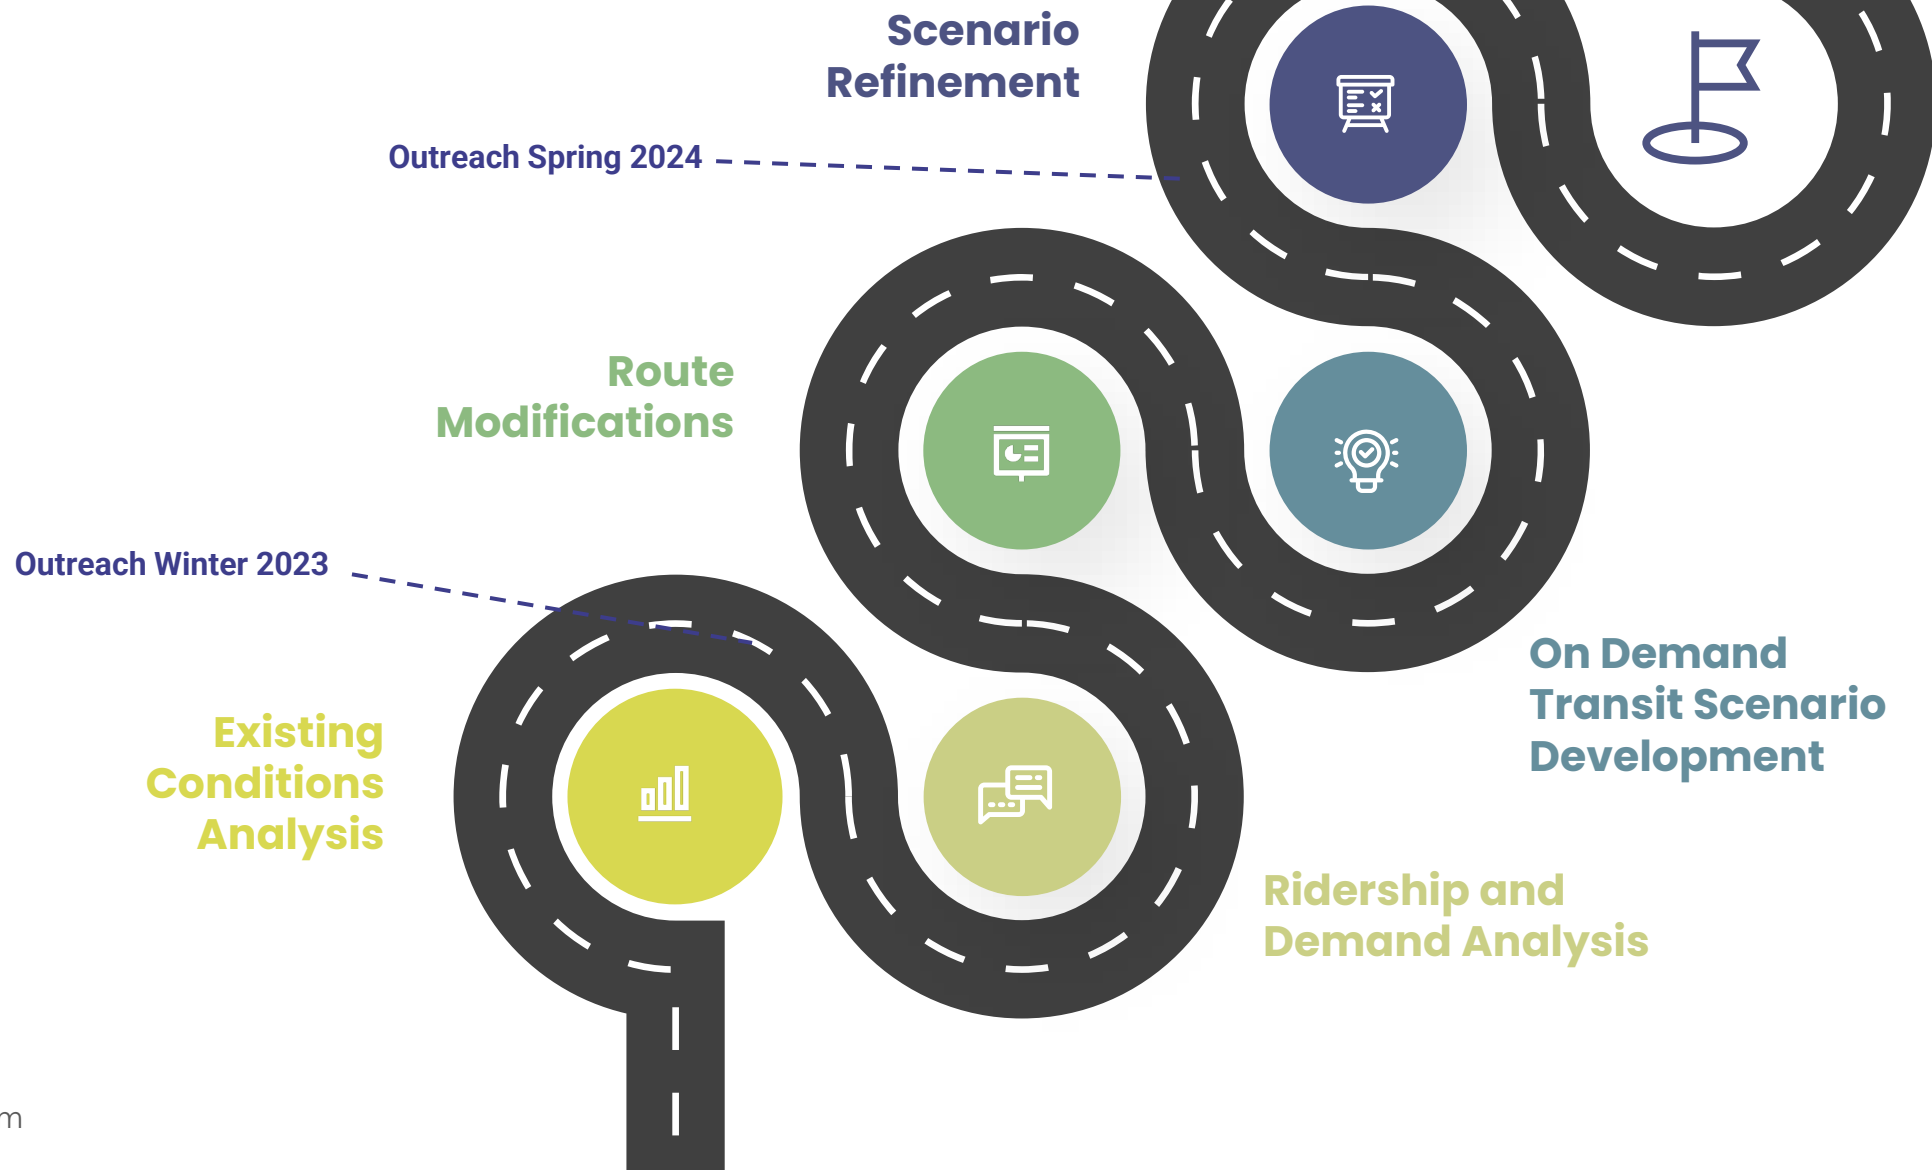 Scenario
Refinement
Outreach Spring 2024
Route
Modifications
Outreach Winter 2023
On Demand
Transit Scenario
Development
Existing
Conditions
Analysis
Ridership and
Demand Analysis
m